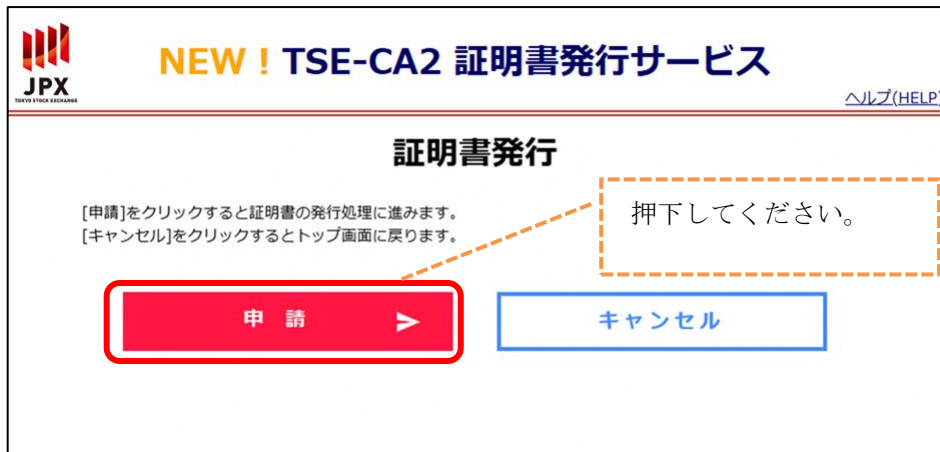 JPX
TOKYO STOCK EXCHANGE
NEW！TSE-CA2 証明書発行サービス
ヘルプ(HELP)
証明書発行
[申請]をクリックすると証明書の発行処理に進みます。
[キャンセル]をクリックするとトップ画面に戻ります。
押下してください。
申 請
キャンセル